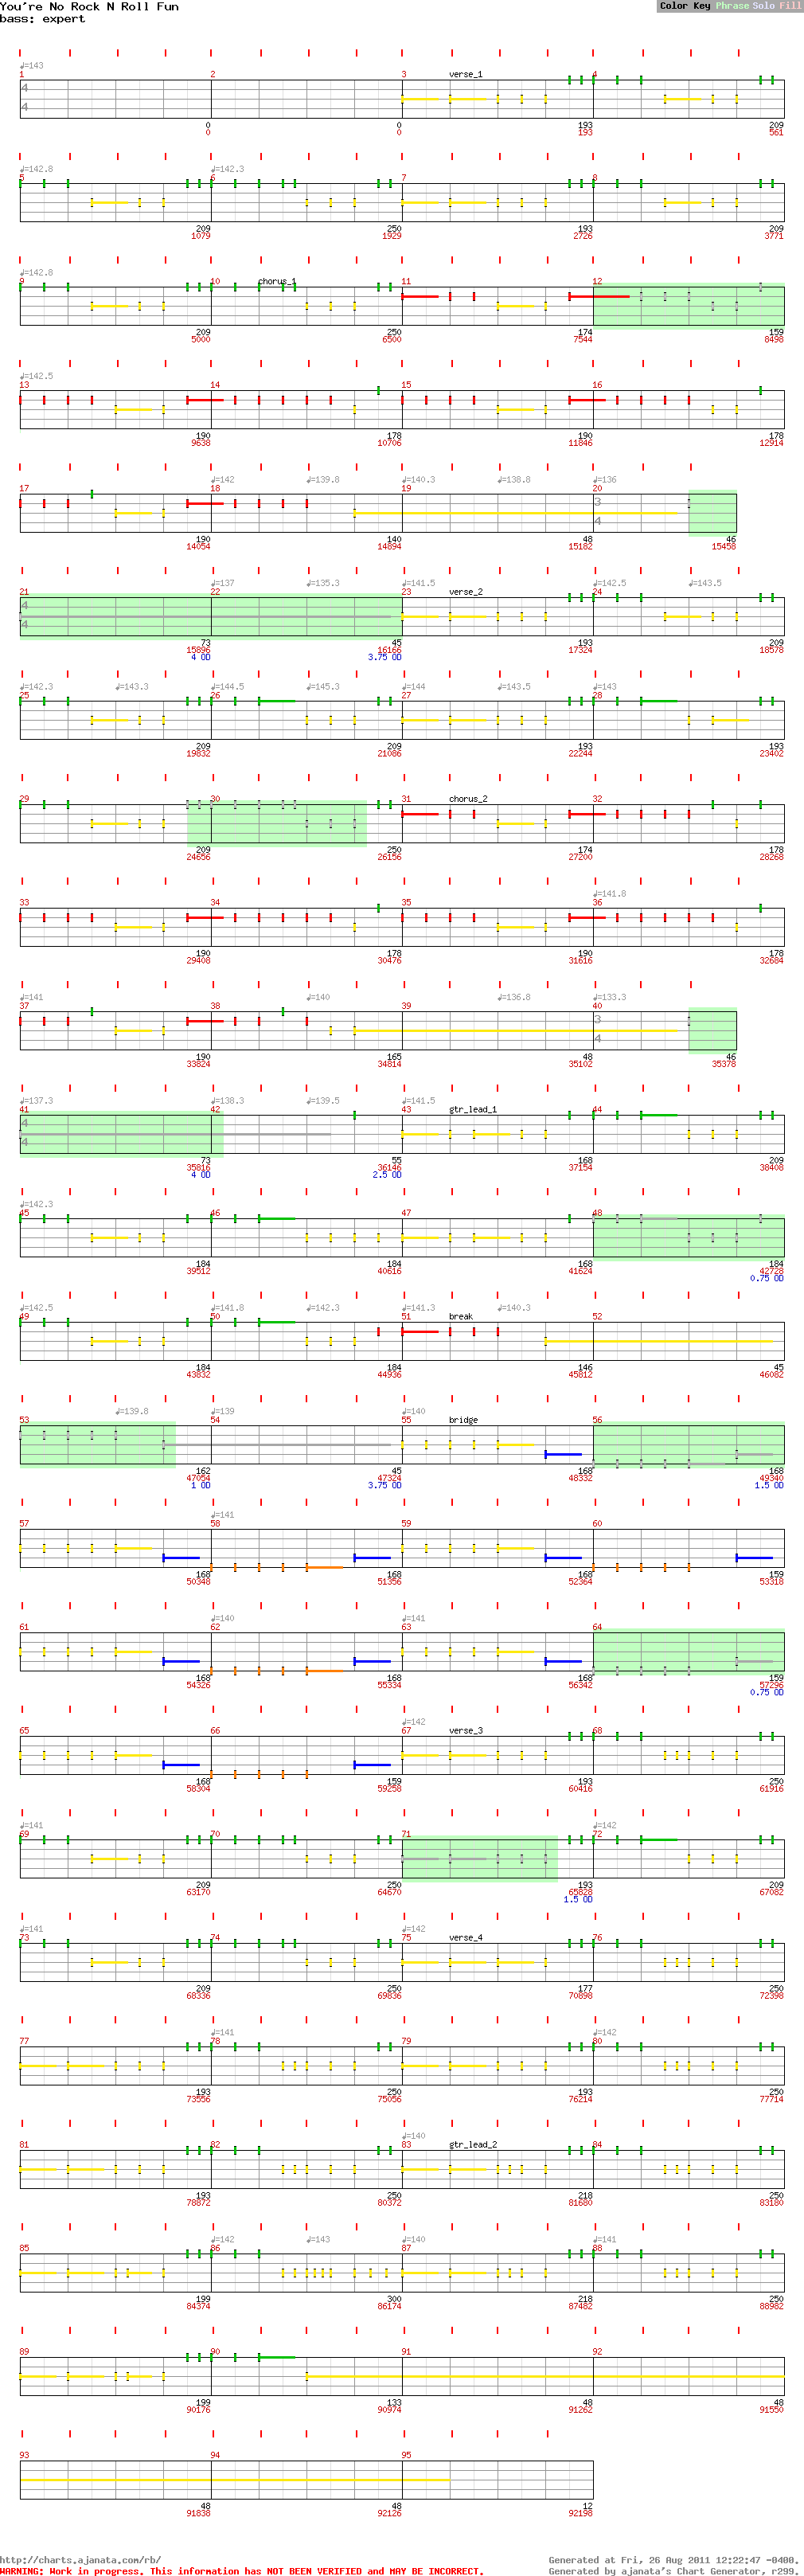 You're No Rock N Roll Fun
bass: expert
Color Key Phrase Solo Fill
♩=143
1 2 3 verse_1 4
4
4
0 0 193 209
0 0 193 561
♩=142.8 ♩=142.3
5 6 7 8
209 250 193 209
1079 1929 2726 3771
♩=142.8
9 10 chorus_1 11 12
209 250 174 159
5000 6500 7544 8498
♩=142.5
13 14 15 16
190 178 190 178
9638 10706 11846 12914
♩=142 ♩=139.8 ♩=140.3 ♩=138.8 ♩=136
17 18 19 20
3
4
190 140 48 46
14054 14894 15182 15458
♩=137 ♩=135.3 ♩=141.5 ♩=142.5 ♩=143.5
21 22 23 verse_2 24
4
4
73 45 193 209
15896 16166 17324 18578
4 OD 3.75 OD
♩=142.3 ♩=143.3 ♩=144.5 ♩=145.3 ♩=144 ♩=143.5 ♩=143
25 26 27 28
209 209 193 193
19832 21086 22244 23402
29 30 31 chorus_2 32
209 250 174 178
24656 26156 27200 28268
♩=141.8
33 34 35 36
190 178 190 178
29408 30476 31616 32684
♩=141 ♩=140 ♩=136.8 ♩=133.3
37 38 39 40
3
4
190 165 48 46
33824 34814 35102 35378
♩=137.3 ♩=138.3 ♩=139.5 ♩=141.5
41 42 43 gtr_lead_1 44
4
4
73 55 168 209
35816 36146 37154 38408
4 OD 2.5 OD
♩=142.3
45 46 47 48
184 184 168 184
39512 40616 41624 42728
0.75 OD
♩=142.5 ♩=141.8 ♩=142.3 ♩=141.3 ♩=140.3
49 50 51 break 52
184 184 146 45
43832 44936 45812 46082
♩=139.8 ♩=139 ♩=140
53 54 55 bridge 56
162 45 168 168
47054 47324 48332 49340
1 OD 3.75 OD 1.5 OD
♩=141
57 58 59 60
168 168 168 159
50348 51356 52364 53318
♩=140 ♩=141
61 62 63 64
168 168 168 159
54326 55334 56342 57296
0.75 OD
♩=142
65 66 67 verse_3 68
168 159 193 250
58304 59258 60416 61916
♩=141 ♩=142
69 70 71 72
209 250 193 209
63170 64670 65828 67082
1.5 OD
♩=141 ♩=142
73 74 75 verse_4 76
209 250 177 250
68336 69836 70898 72398
♩=141 ♩=142
77 78 79 80
193 250 193 250
73556 75056 76214 77714
♩=140
81 82 83 gtr_lead_2 84
193 250 218 250
78872 80372 81680 83180
♩=142 ♩=143 ♩=140 ♩=141
85 86 87 88
199 300 218 250
84374 86174 87482 88982
89 90 91 92
199 133 48 48
90176 90974 91262 91550
93 94 95
48 48 12
91838 92126 92198
http://charts.ajanata.com/rb/
Generated at Fri, 26 Aug 2011 12:22:47 -0400.
WARNING: Work in progress. This information has NOT BEEN VERIFIED and MAY BE INCORRECT.
Generated by ajanata's Chart Generator, r299.